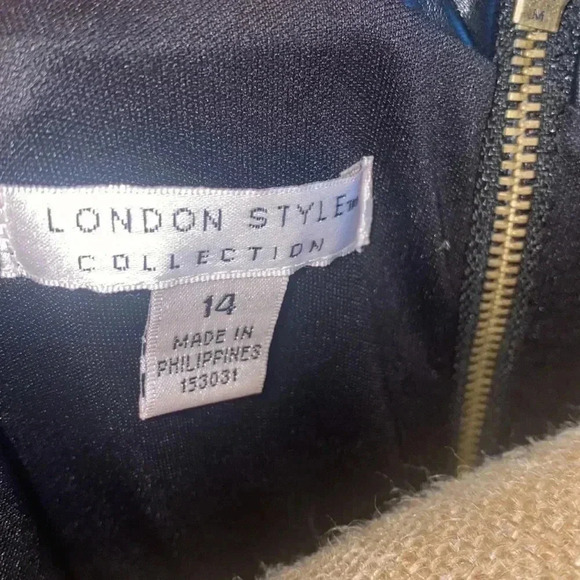 LONDON STYLE™
COLLECTION
14
MADE IN
PHILIPPINES
153031
M